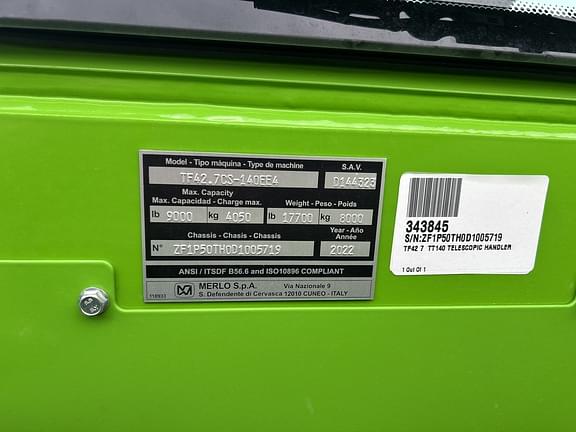 Model - Tipo máquina - Type de machine S.A.V.
TF42.7CS-140EE4 D144323
Max. Capacity
Max. Capacidad - Charge max. Weight - Peso - Poids
lb 9000 kg 4050 lb 17700 kg 8000
Chassis - Chasis - Chassis Year - Año
Année
N° ZF1P50TH0D1005719 2022
ANSI / ITSDF B56.6 and ISO10896 COMPLIANT
MERLO S.p.A. Via Nazionale 9
118933 S. Defendente di Cervasca 12010 CUNEO - ITALY
343845
S/N:ZF1P50TH0D1005719
TF42 7 TT140 TELESCOPIC HANDLER
1 Out Of 1